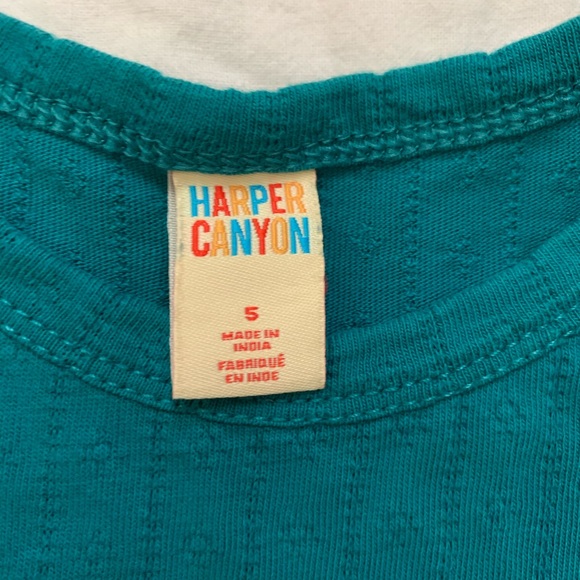 HARPER
CANYON
5
MADE IN
INDIA
FABRIQUÉ
EN INDE